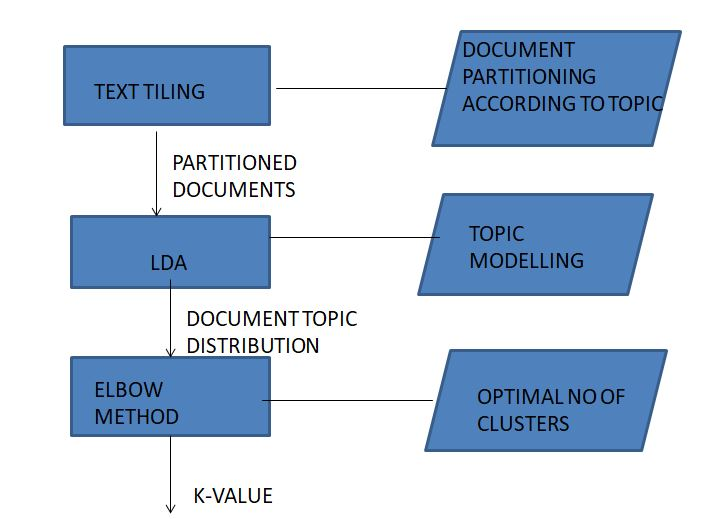 TEXT TILING
DOCUMENT
PARTITIONING
ACCORDING TO TOPIC
PARTITIONED
DOCUMENTS
LDA
TOPIC
MODELLING
DOCUMENT TOPIC
DISTRIBUTION
ELBOW
METHOD
OPTIMAL NO OF
CLUSTERS
K-VALUE